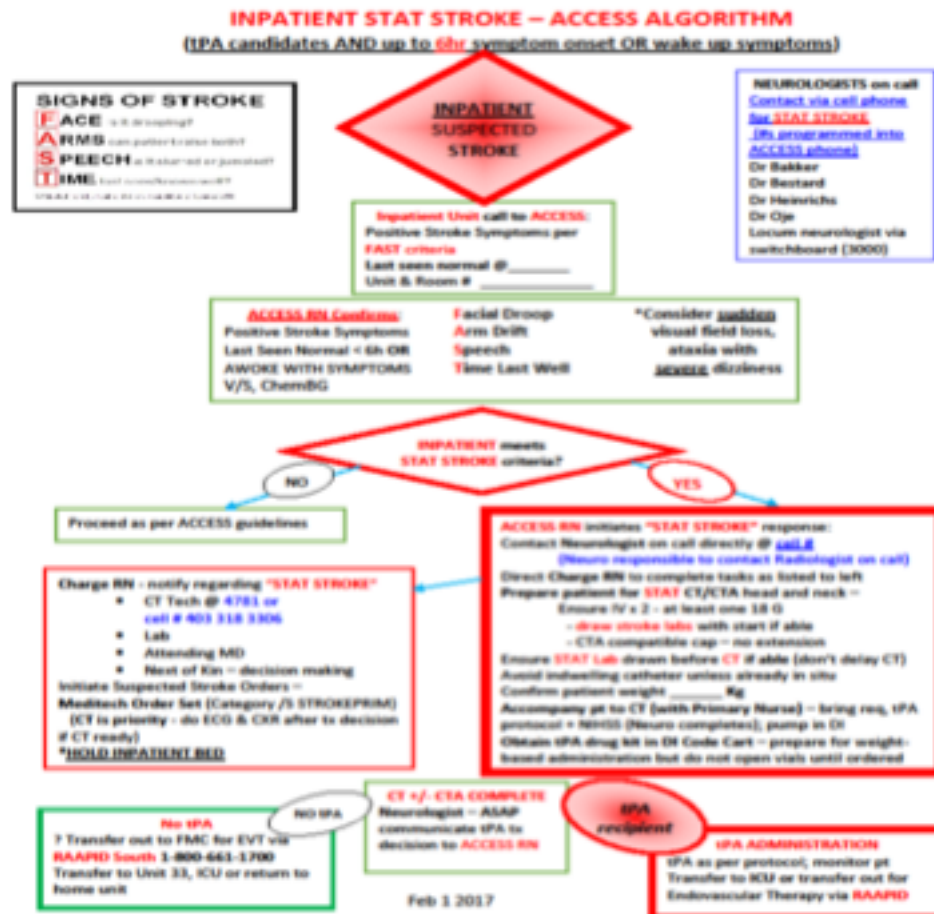 INPATIENT STAT STROKE – ACCESS ALGORITHM
(tPA candidates AND up to 6hr symptom onset OR wake up symptoms)
SIGNS OF STROKE
FACE is it drooping?
ARMS can patient raise both?
SPEECH is it slurred or jumbled?
TIME
INPATIENT
SUSPECTED
STROKE
NEUROLOGISTS on call
Contact via cell phone
for STAT STROKE
(#s programmed into
ACCESS phone)
Dr Bakker
Dr Bestard
Dr Heinrichs
Dr Oje
Locum neurologist via
switchboard (3000)
Inpatient Unit call to ACCESS:
Positive Stroke Symptoms per
FAST criteria
Last seen normal @______
Unit & Room # ____________
ACCESS RN Confirms:
Positive Stroke Symptoms
Last Seen Normal < 6h OR
AWOKE WITH SYMPTOMS
V/S, ChemBG
Facial Droop
Arm Drift
Speech
Time Last Well
*Consider sudden
visual field loss,
ataxia with
severe dizziness
INPATIENT meets
STAT STROKE criteria?
NO
YES
Proceed as per ACCESS guidelines
ACCESS RN initiates "STAT STROKE" response:
Contact Neurologist on call directly @ cell #
(Neuro responsible to contact Radiologist on call)
Direct Charge RN to complete tasks as listed to left
Prepare patient for STAT CT/CTA head and neck –
Ensure IV x 2 - at least one 18 G
- draw stroke labs with start if able
- CTA compatible cap – no extension
Ensure STAT Lab drawn before CT if able (don't delay CT)
Avoid indwelling catheter unless already in situ
Confirm patient weight ______ Kg
Accompany pt to CT (with Primary Nurse) – bring req, tPA
protocol + NIHSS (Neuro completes); pump in DI
Obtain tPA drug kit in DI Code Cart – prepare for weight-
based administration but do not open vials until ordered
Charge RN - notify regarding "STAT STROKE"
• CT Tech @ 4781 or
cell # 403 318 3306
• Lab
• Attending MD
• Next of Kin – decision making
Initiate Suspected Stroke Orders –
Meditech Order Set (Category /S STROKEPRIM)
(CT is priority - do ECG & CXR after tx decision
if CT ready)
*HOLD INPATIENT BED
CT +/- CTA COMPLETE
Neurologist – ASAP
communicate tPA tx
decision to ACCESS RN
NO tPA
tPA
recipient
No tPA
? Transfer out to FMC for EVT via
RAAPID South 1-800-661-1700
Transfer to Unit 33, ICU or return to
home unit
tPA ADMINISTRATION
tPA as per protocol; monitor pt
Transfer to ICU or transfer out for
Endovascular Therapy via RAAPID
Feb 1 2017